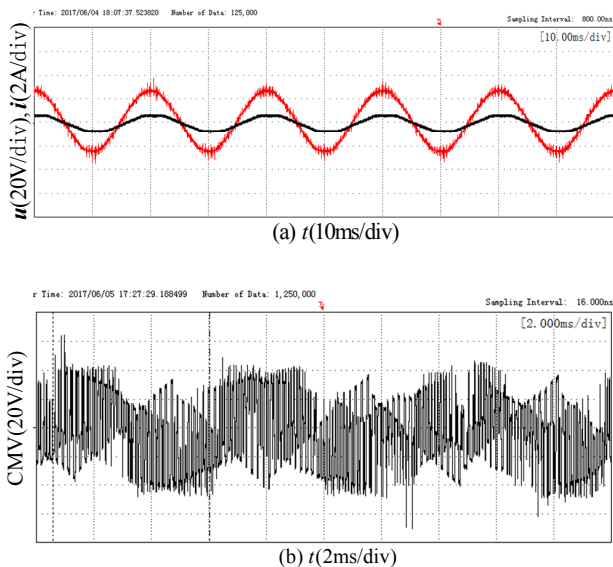 r Time: 2017/06/04 18:07:37.523820 Number of Data: 125,000 Sampling Interval: 800.00ns
[10.00ms/div]
u(20V/div), i(2A/div)
(a) t(10ms/div)
r Time: 2017/06/05 17:27:29.188499 Number of Data: 1,250,000 Sampling Interval: 16.000ns
[2.000ms/div]
CMV(20V/div)
(b) t(2ms/div)